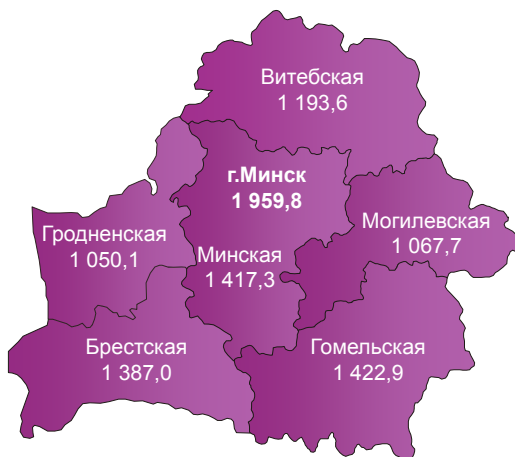 Витебская
1 193,6
г.Минск
1 959,8
Могилевская
1 067,7
Гродненская
1 050,1
Минская
1 417,3
Брестская
1 387,0
Гомельская
1 422,9